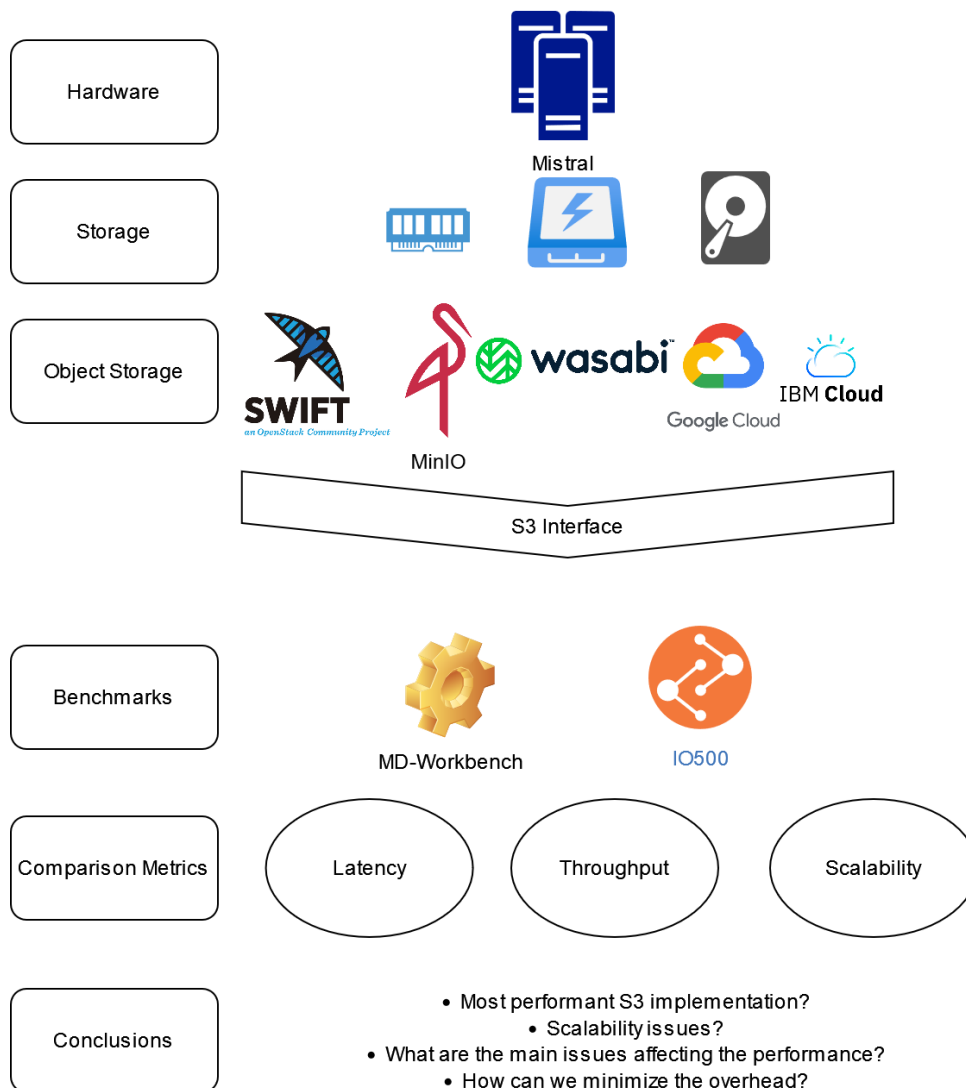 Hardware
Mistral
Storage
Object Storage
SWIFT
an OpenStack Community Project
MinIO
wasabi™
Google Cloud
IBM Cloud
S3 Interface
Benchmarks
MD-Workbench
IO500
Comparison Metrics
Latency
Throughput
Scalability
Conclusions
• Most performant S3 implementation?
• Scalability issues?
• What are the main issues affecting the performance?
• How can we minimize the overhead?